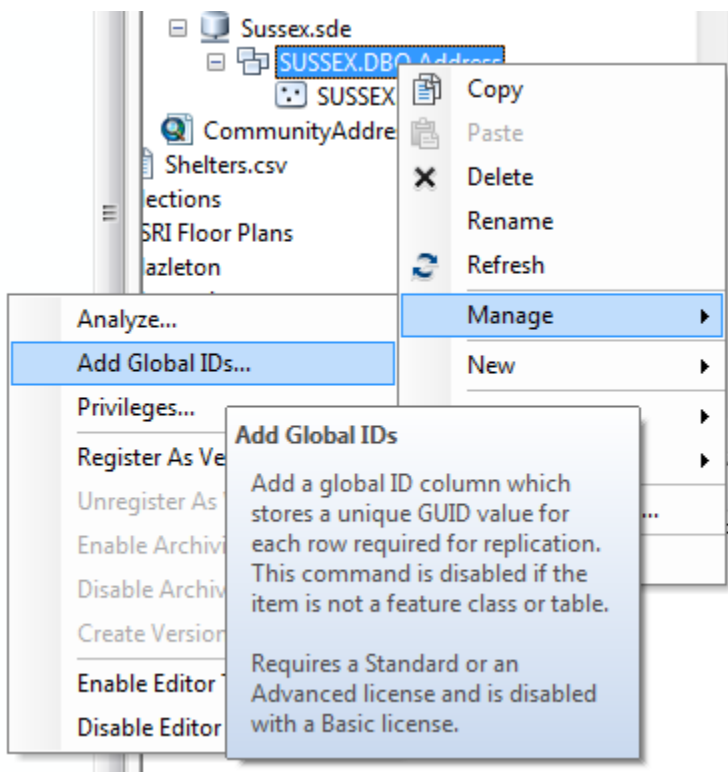 Sussex.sde
SUSSEX.DBO.Address
SUSSEX
CommunityAddre
Shelters.csv
lections
SRI Floor Plans
azleton
Copy
Paste
Delete
Rename
Refresh
Manage
New
...
Analyze...
Add Global IDs...
Privileges...
Register As Ve
Unregister As
Enable Archivi
Disable Archiv
Create Version
Enable Editor
Disable Editor
Add Global IDs
Add a global ID column which
stores a unique GUID value for
each row required for replication.
This command is disabled if the
item is not a feature class or table.
Requires a Standard or an
Advanced license and is disabled
with a Basic license.